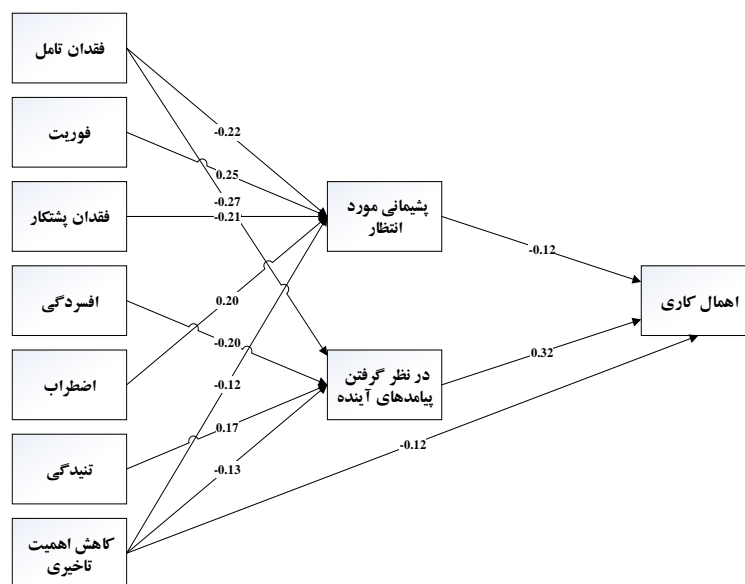 فقدان تامل
فوریت
فقدان پشتکار
افسردگی
اضطراب
تنیدگی
کاهش اهمیت
تاخیری
-0.22
0.25
-0.27
-0.21
0.20
-0.20
-0.12
0.17
-0.13
پشیمانی مورد
انتظار
در نظر گرفتن
پیامدهای آینده
-0.12
0.32
-0.12
اهمال کاری